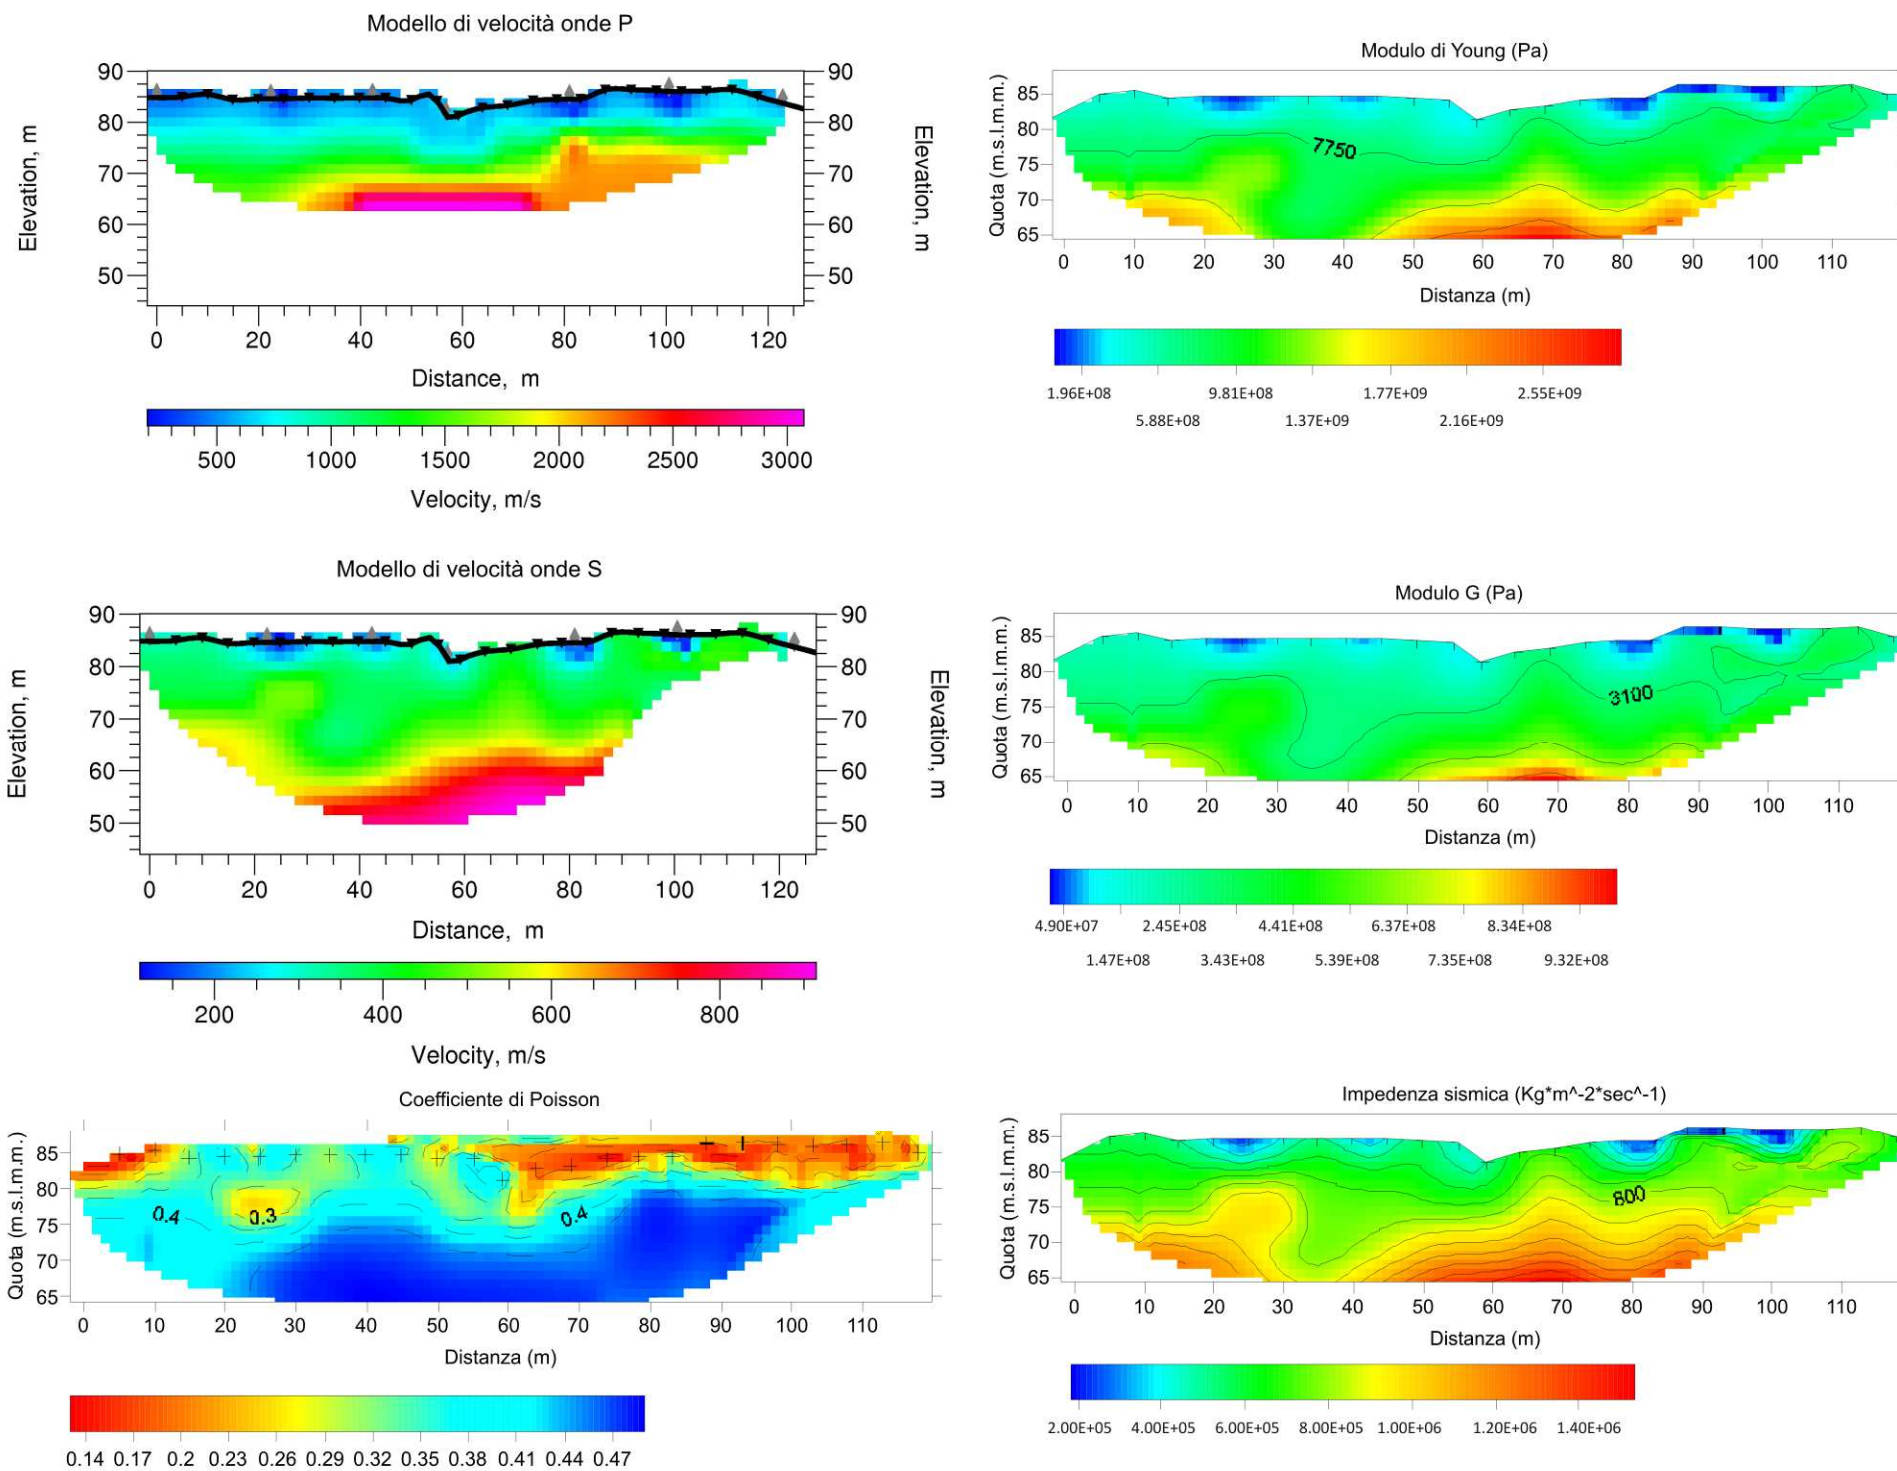 Modello di velocità onde P
90 90
80 80
70 70
60 60
50 50
Elevation, m
Elevation, m
0 20 40 60 80 100 120
Distance, m
500 1000 1500 2000 2500 3000
Velocity, m/s
Modello di velocità onde S
90 90
80 80
70 70
60 60
50 50
Elevation, m
Elevation, m
0 20 40 60 80 100 120
Distance, m
200 400 600 800
Velocity, m/s
Coefficiente di Poisson
Quota (m.s.l.m.m.)
85
80
75
70
65
0.4 0.3 0.4
0 10 20 30 40 50 60 70 80 90 100 110
Distanza (m)
0.14 0.17 0.2 0.23 0.26 0.29 0.32 0.35 0.38 0.41 0.44 0.47
Modulo di Young (Pa)
Quota (m.s.l.m.m.)
85
80
75
70
65
7750
0 10 20 30 40 50 60 70 80 90 100 110
Distanza (m)
1.96E+08 9.81E+08 1.77E+09 2.55E+09
5.88E+08 1.37E+09 2.16E+09
Modulo G (Pa)
Quota (m.s.l.m.m.)
85
80
75
70
65
3100
0 10 20 30 40 50 60 70 80 90 100 110
Distanza (m)
4.90E+07 2.45E+08 4.41E+08 6.37E+08 8.34E+08
1.47E+08 3.43E+08 5.39E+08 7.35E+08 9.32E+08
Impedenza sismica (Kg*m^-2*sec^-1)
Quota (m.s.l.m.m.)
85
80
75
70
65
800
0 10 20 30 40 50 60 70 80 90 100 110
Distanza (m)
2.00E+05 4.00E+05 6.00E+05 8.00E+05 1.00E+06 1.20E+06 1.40E+06